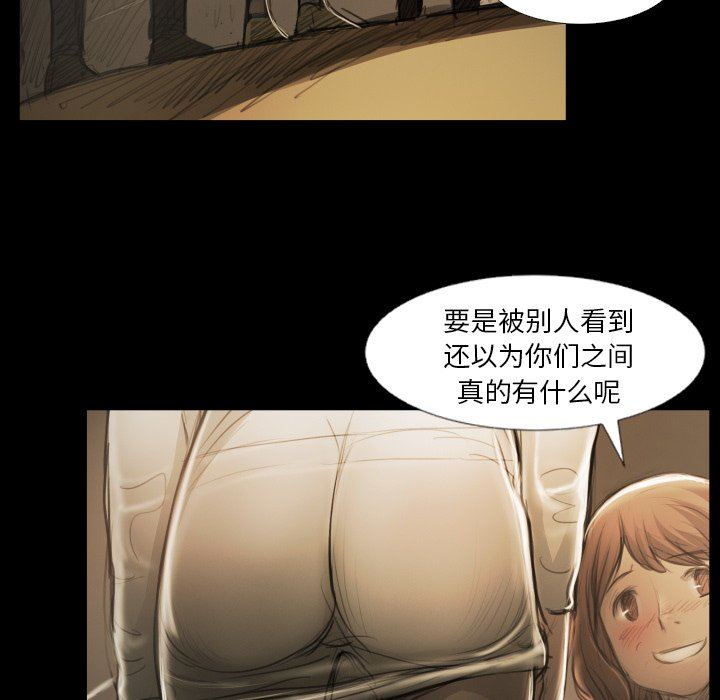 要是被别人看到
还以为你们之间
真的有什么呢